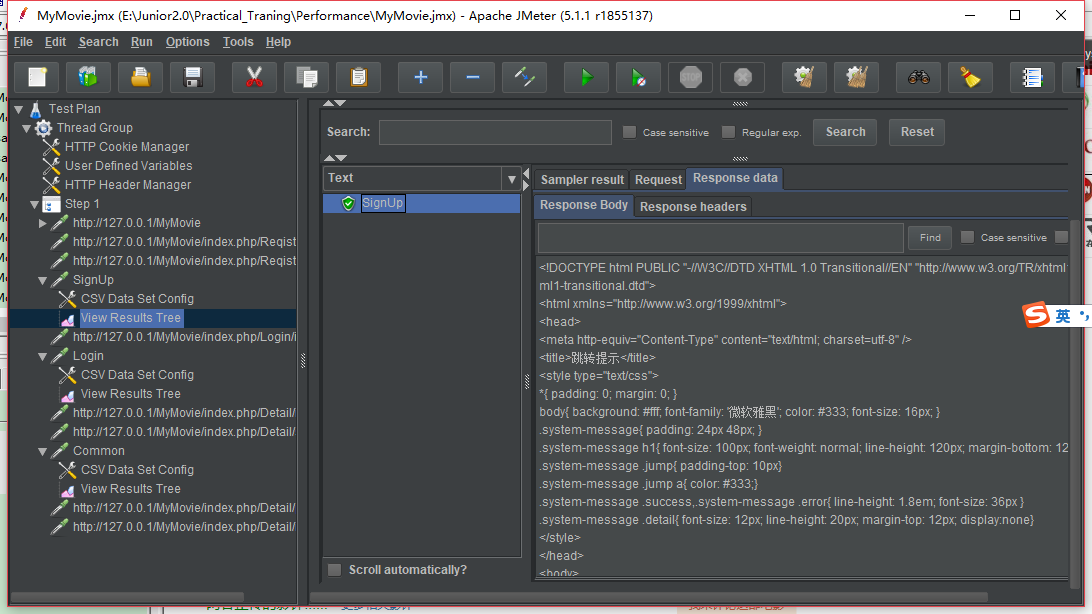 MyMovie.jmx (E:\Junior2.0\Practical_Traning\Performance\MyMovie.jmx) - Apache JMeter (5.1.1 r1855137)
File Edit Search Run Options Tools Help
STOP
Test Plan
Thread Group
HTTP Cookie Manager
User Defined Variables
HTTP Header Manager
Step 1
http://127.0.0.1/MyMovie
http://127.0.0.1/MyMovie/index.php/Reqist
http://127.0.0.1/MyMovie/index.php/Reqist
SignUp
CSV Data Set Config
View Results Tree
http://127.0.0.1/MyMovie/index.php/Login/i
Login
CSV Data Set Config
View Results Tree
http://127.0.0.1/MyMovie/index.php/Detail/
http://127.0.0.1/MyMovie/index.php/Detail/
Common
CSV Data Set Config
View Results Tree
http://127.0.0.1/MyMovie/index.php/Detail/
http://127.0.0.1/MyMovie/index.php/Detail/
Search: Case sensitive Regular exp. Search Reset
Text
SignUp
Scroll automatically?
Sampler result Request Response data
Response Body Response headers
Find Case sensitive
<!DOCTYPE html PUBLIC "-//W3C//DTD XHTML 1.0 Transitional//EN" "http://www.w3.org/TR/xhtml
ml1-transitional.dtd">
<html xmlns="http://www.w3.org/1999/xhtml">
<head>
<meta http-equiv="Content-Type" content="text/html; charset=utf-8" />
<title>跳转提示</title>
<style type="text/css">
*{ padding: 0; margin: 0; }
body{ background: #fff; font-family: '微软雅黑'; color: #333; font-size: 16px; }
.system-message{ padding: 24px 48px; }
.system-message h1{ font-size: 100px; font-weight: normal; line-height: 120px; margin-bottom: 12
.system-message .jump{ padding-top: 10px}
.system-message .jump a{ color: #333;}
.system-message .success,.system-message .error{ line-height: 1.8em; font-size: 36px }
.system-message .detail{ font-size: 12px; line-height: 20px; margin-top: 12px; display:none}
</style>
</head>
<body>
S 英